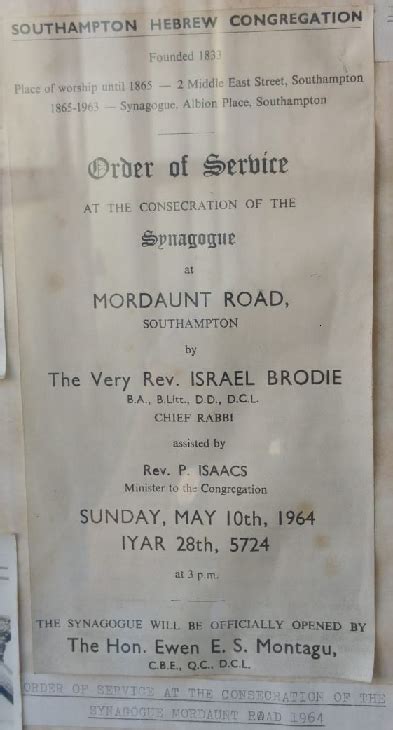 SOUTHAMPTON HEBREW CONGREGATION
Founded 1833
Place of worship until 1865 — 2 Middle East Street, Southampton
1865-1963 — Synagogue, Albion Place, Southampton
Order of Service
AT THE CONSECRATION OF THE
Synagogue
at
MORDAUNT ROAD,
SOUTHAMPTON
by
The Very Rev. ISRAEL BRODIE
B.A., B.Litt., D.D., D.C.L.
CHIEF RABBI
assisted by
Rev. P. ISAACS
Minister to the Congregation
SUNDAY, MAY 10th, 1964
IYAR 28th, 5724
at 3 p.m.
THE SYNAGOGUE WILL BE OFFICIALLY OPENED BY
The Hon. Ewen E. S. Montagu,
C.B.E., Q.C., D.C.L.
ORDER OF SERVICE AT THE CONSECRATION OF THE
SYNAGOGUE MORDAUNT ROAD 1964